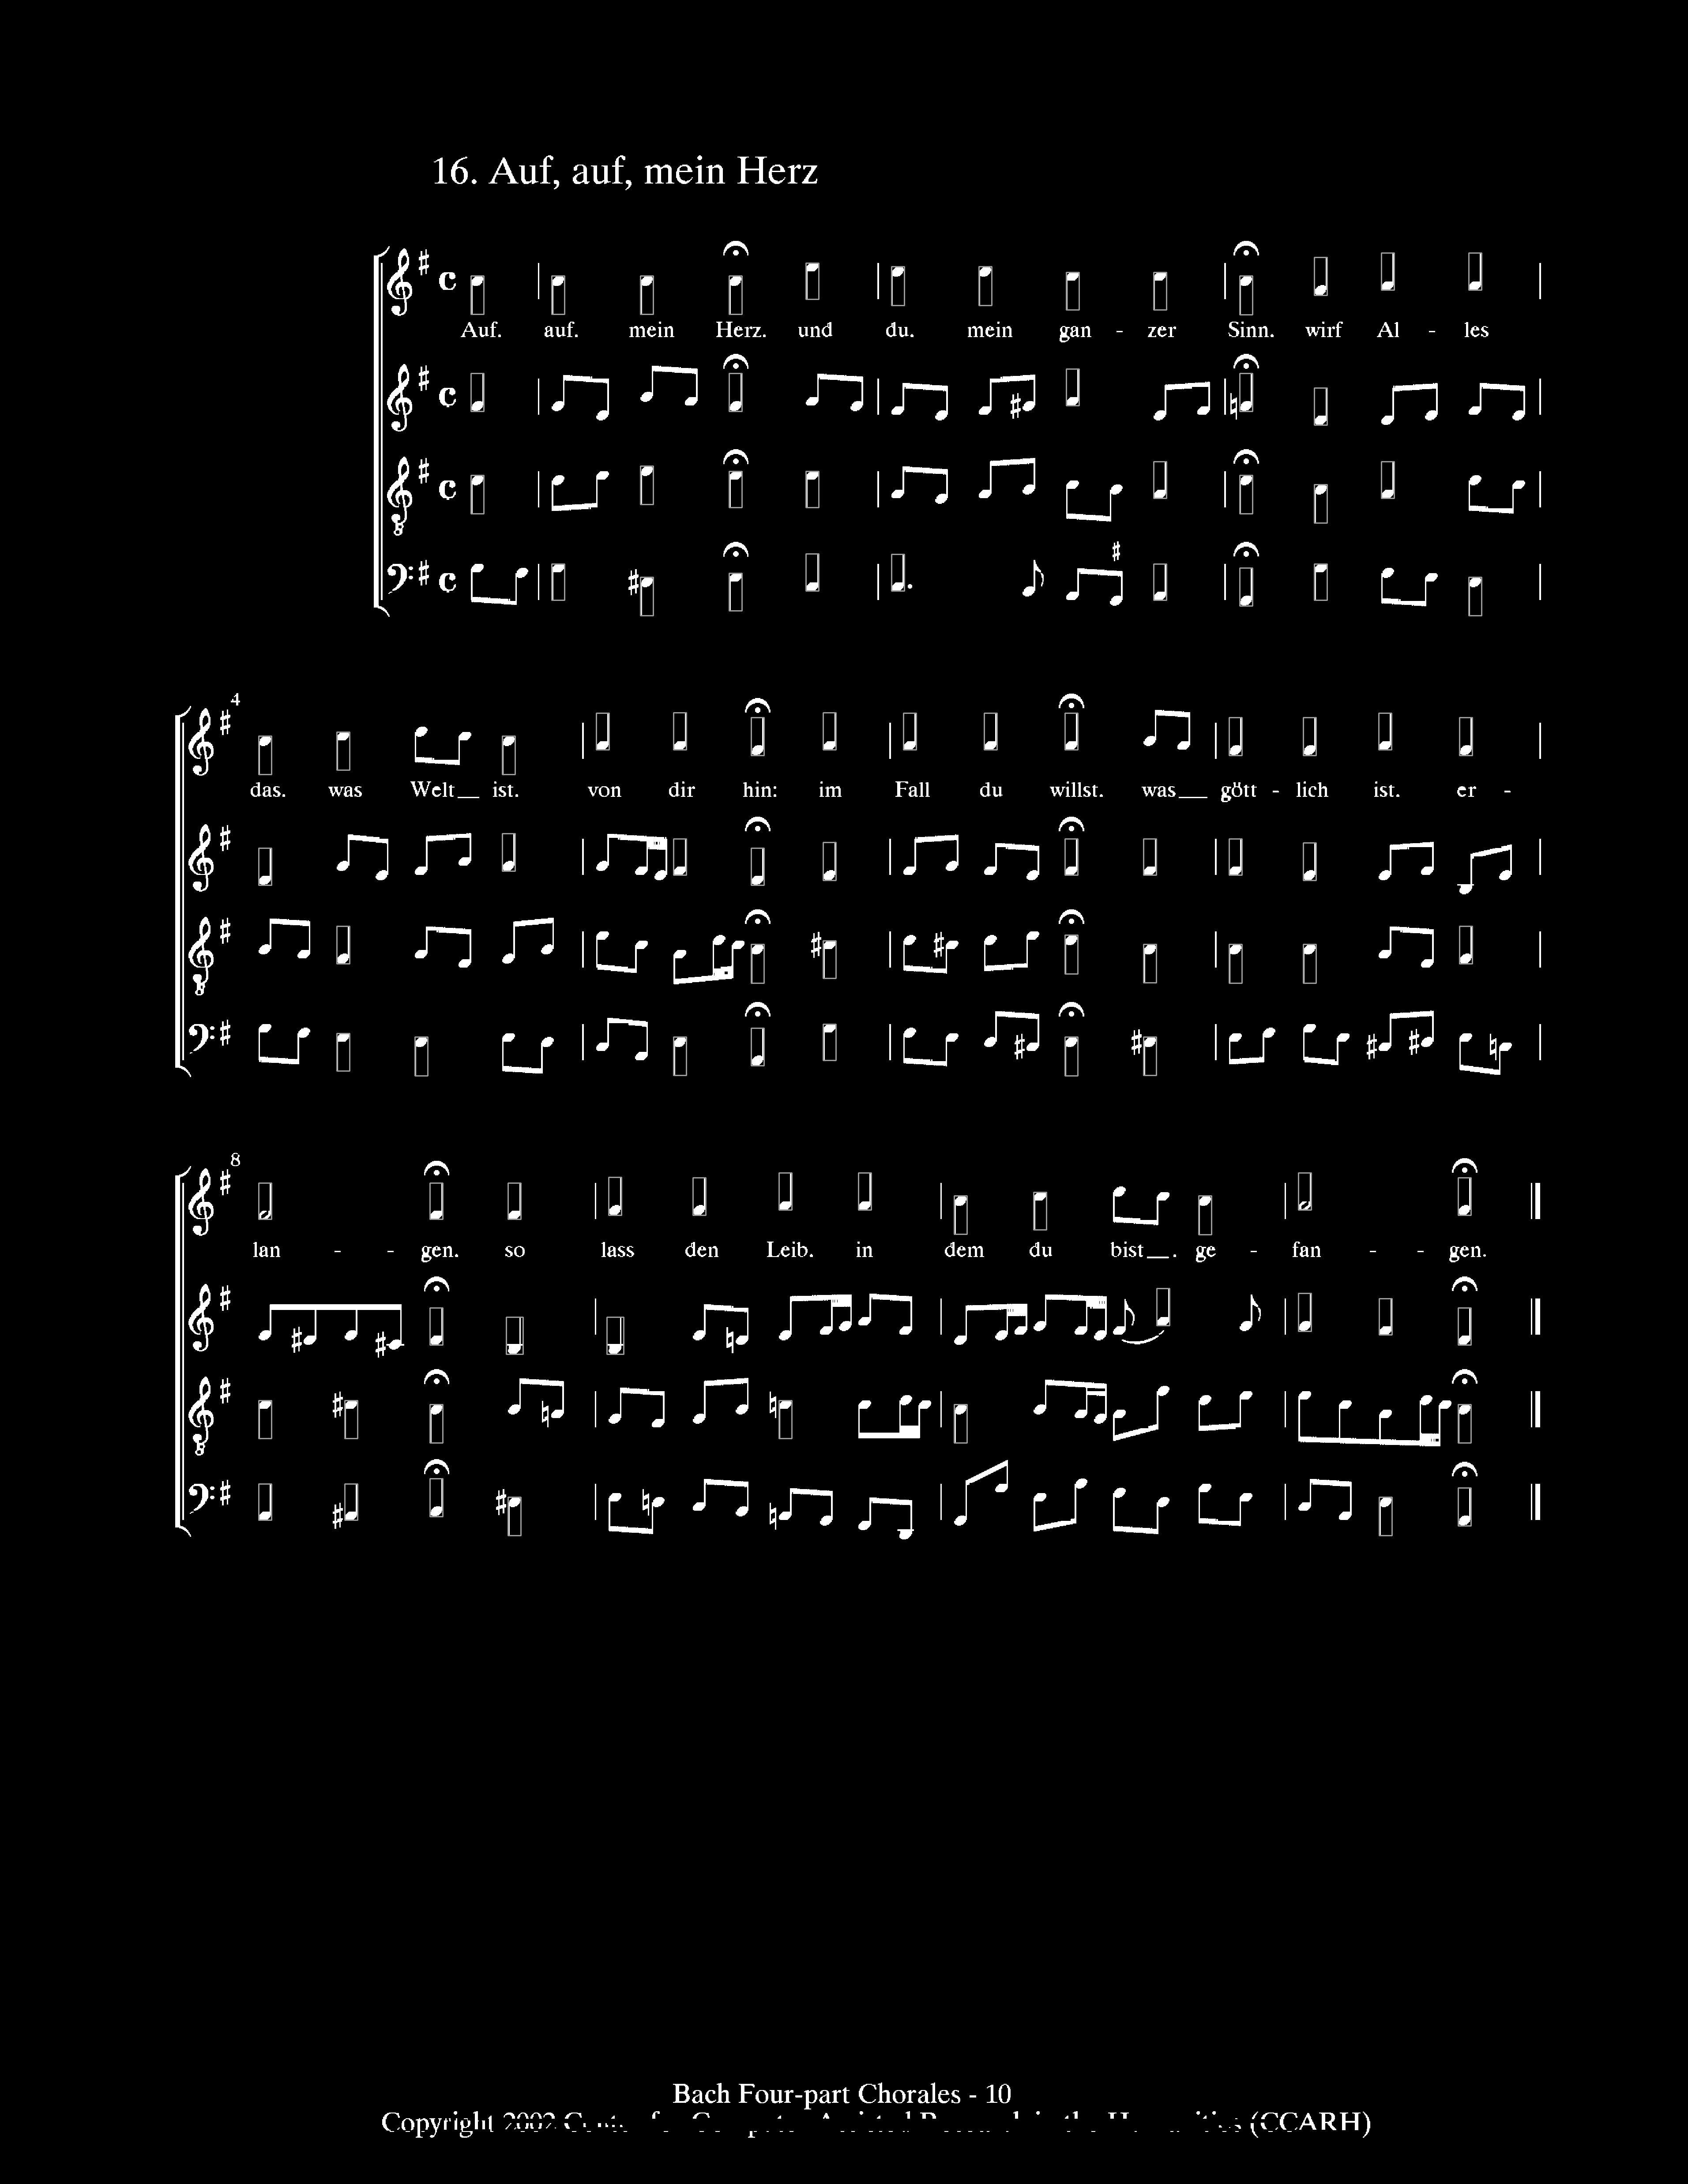 16. Auf, auf, mein Herz
Auf. auf. mein Herz. und du. mein gan - zer Sinn. wirf Al - les
4
das. was Welt__ ist. von dir hin: im Fall du willst. was__ gött - lich ist. er -
8
lan - - gen. so lass den Leib. in dem du bist__. ge - fan - - gen.
Bach Four-part Chorales - 10
Copyright 2002 (CCARH)